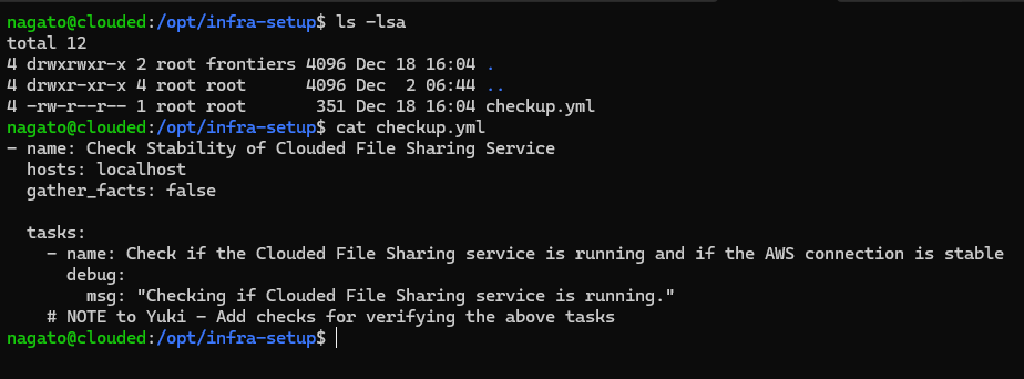 nagato@clouded:/opt/infra-setup$ ls -lsa
total 12
4 drwxrwxr-x 2 root frontiers 4096 Dec 18 16:04 .
4 drwxr-xr-x 4 root root      4096 Dec  2 06:44 ..
4 -rw-r--r-- 1 root root       351 Dec 18 16:04 checkup.yml
nagato@clouded:/opt/infra-setup$ cat checkup.yml
- name: Check Stability of Clouded File Sharing Service
  hosts: localhost
  gather_facts: false

  tasks:
    - name: Check if the Clouded File Sharing service is running and if the AWS connection is stable
      debug:
        msg: "Checking if Clouded File Sharing service is running."
    # NOTE to Yuki - Add checks for verifying the above tasks
nagato@clouded:/opt/infra-setup$